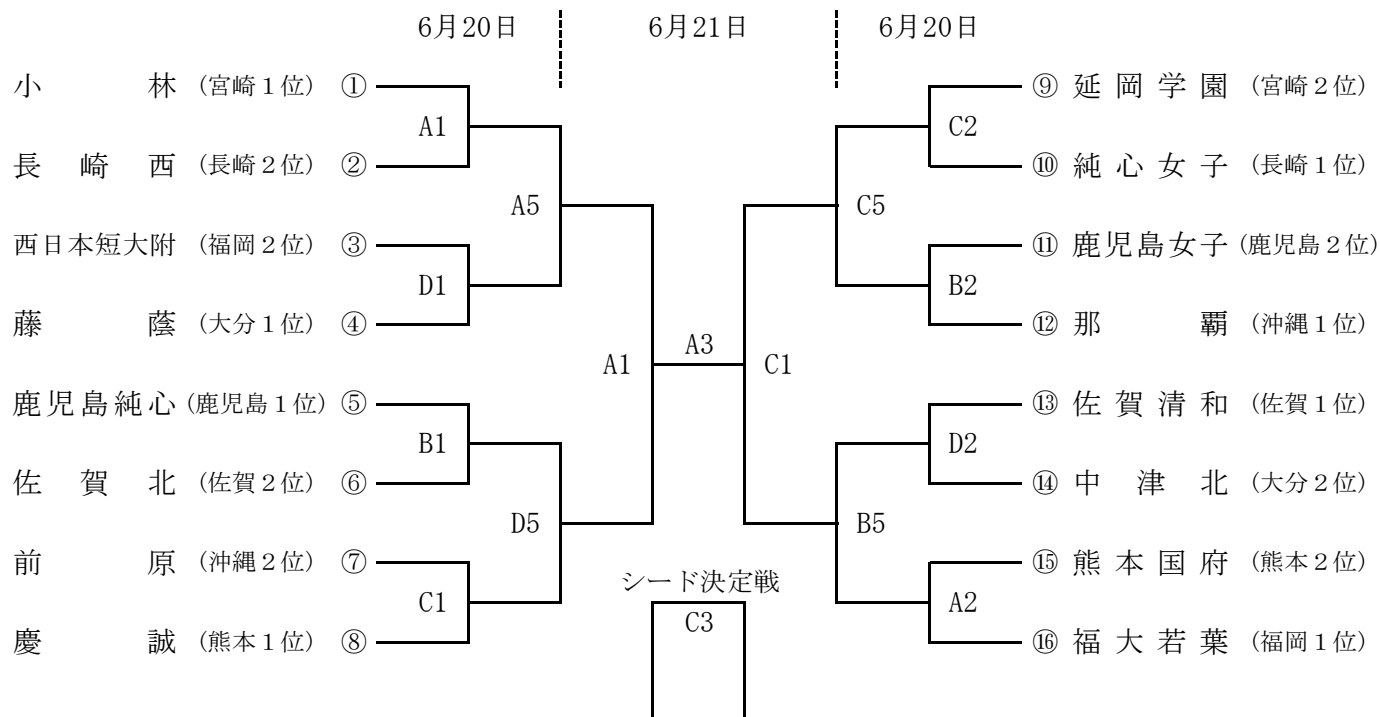 6月20日 6月21日 6月20日
小林 (宮崎1位) ① ⑨ 延岡学園 (宮崎2位)
A1 C2
長崎西 (長崎2位) ② ⑩ 純心女子 (長崎1位)
A5 C5
西日本短大附 (福岡2位) ③ ⑪ 鹿児島女子 (鹿児島2位)
D1 B2
藤蔭 (大分1位) ④ ⑫ 那覇 (沖縄1位)
A3
A1 C1
鹿児島純心 (鹿児島1位) ⑤ ⑬ 佐賀清和 (佐賀1位)
B1 D2
佐賀北 (佐賀2位) ⑥ ⑭ 中津北 (大分2位)
D5 B5
前原 (沖縄2位) ⑦ ⑮ 熊本国府 (熊本2位)
シード決定戦
C1 C3 A2
慶誠 (熊本1位) ⑧ ⑯ 福大若葉 (福岡1位)